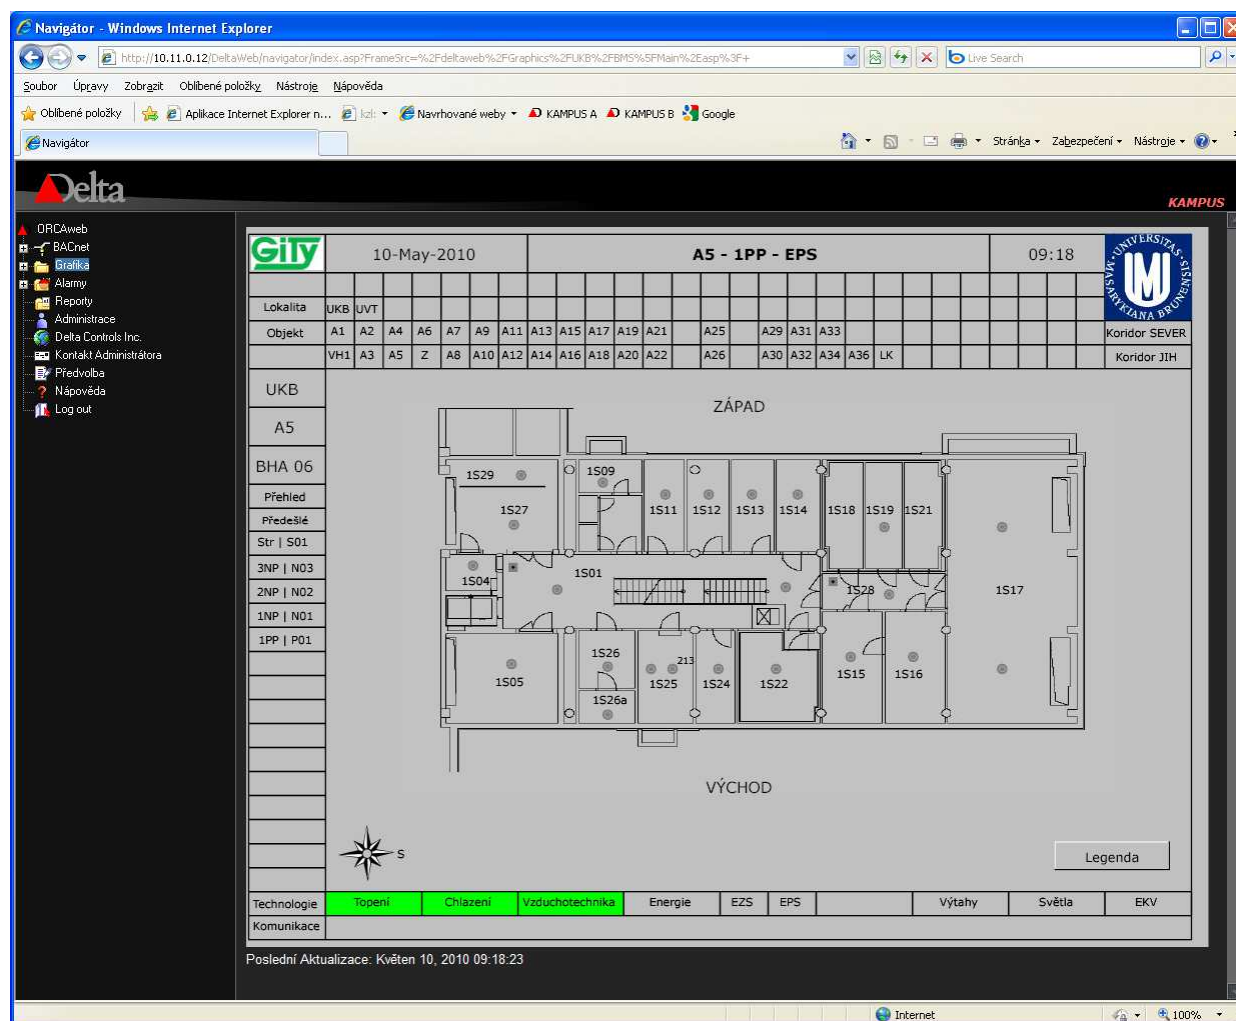 Navigátor - Windows Internet Explorer
http://10.11.0.12/DeltaWeb/navigator/index.asp?FrameSrc=%2Fdeltaweb%2FGraphics%2FUKB%2FBMS%5FMain%2Easp%3F+
Live Search
Soubor Úpravy Zobrazit Oblíbené položky Nástroje Nápověda
Oblíbené položky Aplikace Internet Explorer n... Navrhované weby KAMPUS A KAMPUS B Google
Navigátor Stránka Zabezpečení Nástroje
Delta
KAMPUS
ORCAweb
BACnet
Grafika
Alarmy
Reporty
Administrace
Delta Controls Inc.
Kontakt Administrátora
Předvolba
Nápověda
Log out
GiTy 10-May-2010 A5 - 1PP - EPS 09:18
UNIVERSITAS MASARYKIANA BRUNENSIS
Lokalita UKB UVT
Objekt A1 A2 A4 A6 A7 A9 A11 A13 A15 A17 A19 A21 A25 A29 A31 A33 Koridor SEVER
VH1 A3 A5 Z A8 A10 A12 A14 A16 A18 A20 A22 A26 A30 A32 A34 A36 LK Koridor JIH
UKB
A5
BHA 06
Přehled
Předešlé
Str | S01
3NP | N03
2NP | N02
1NP | N01
1PP | P01
ZÁPAD
1S29 1S09
1S27 1S11 1S12 1S13 1S14 1S18 1S19 1S21
1S04 1S01 1S28 1S17
1S26 213
1S05 1S25 1S24 1S22 1S15 1S16
1S26a
VÝCHOD
S
Legenda
Technologie Topení Chlazení Vzduchotechnika Energie EZS EPS Výtahy Světla EKV
Komunikace
Poslední Aktualizace: Květen 10, 2010 09:18:23
Internet 100%